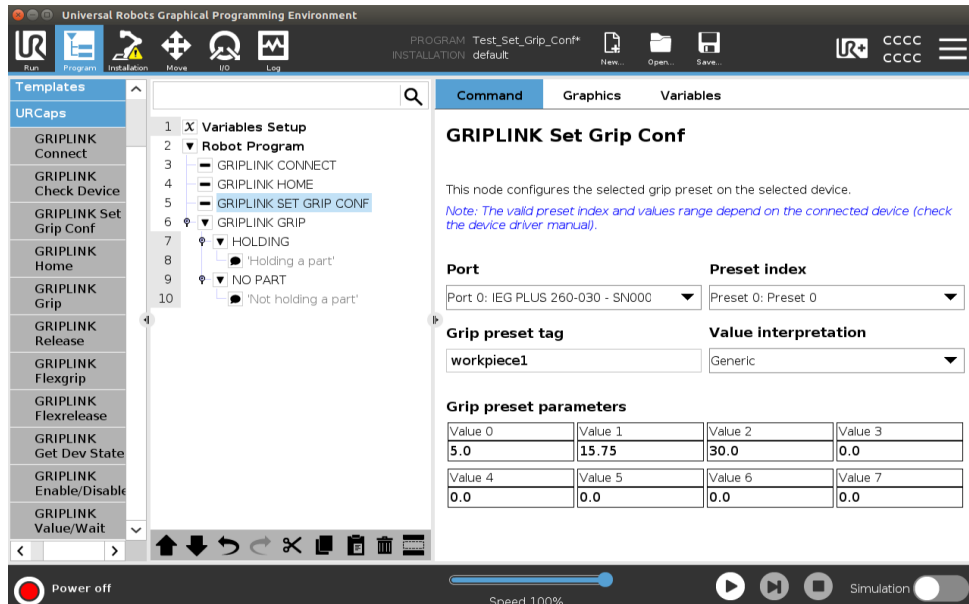 Universal Robots Graphical Programming Environment
UR
Run
Program
Installation
Move
I/O
Log
PROGRAM Test_Set_Grip_Conf*
INSTALLATION default
New...
Open...
Save...
UR+
CCCC
CCCC
Templates
URCaps
GRIPLINK
Connect
GRIPLINK
Check Device
GRIPLINK Set
Grip Conf
GRIPLINK
Home
GRIPLINK
Grip
GRIPLINK
Release
GRIPLINK
Flexgrip
GRIPLINK
Flexrelease
GRIPLINK
Get Dev State
GRIPLINK
Enable/Disable
GRIPLINK
Value/Wait
1 X Variables Setup
2 Robot Program
3 GRIPLINK CONNECT
4 GRIPLINK HOME
5 GRIPLINK SET GRIP CONF
6 GRIPLINK GRIP
7 HOLDING
8 'Holding a part'
9 NO PART
10 'Not holding a part'
Command Graphics Variables
GRIPLINK Set Grip Conf
This node configures the selected grip preset on the selected device.
Note: The valid preset index and values range depend on the connected device (check
the device driver manual).
Port Preset index
Port 0: IEG PLUS 260-030 - SN000 Preset 0: Preset 0
Grip preset tag Value interpretation
workpiece1 Generic
Grip preset parameters
Value 0 Value 1 Value 2 Value 3
5.0 15.75 30.0 0.0
Value 4 Value 5 Value 6 Value 7
0.0 0.0 0.0 0.0
Power off
Speed 100%
Simulation